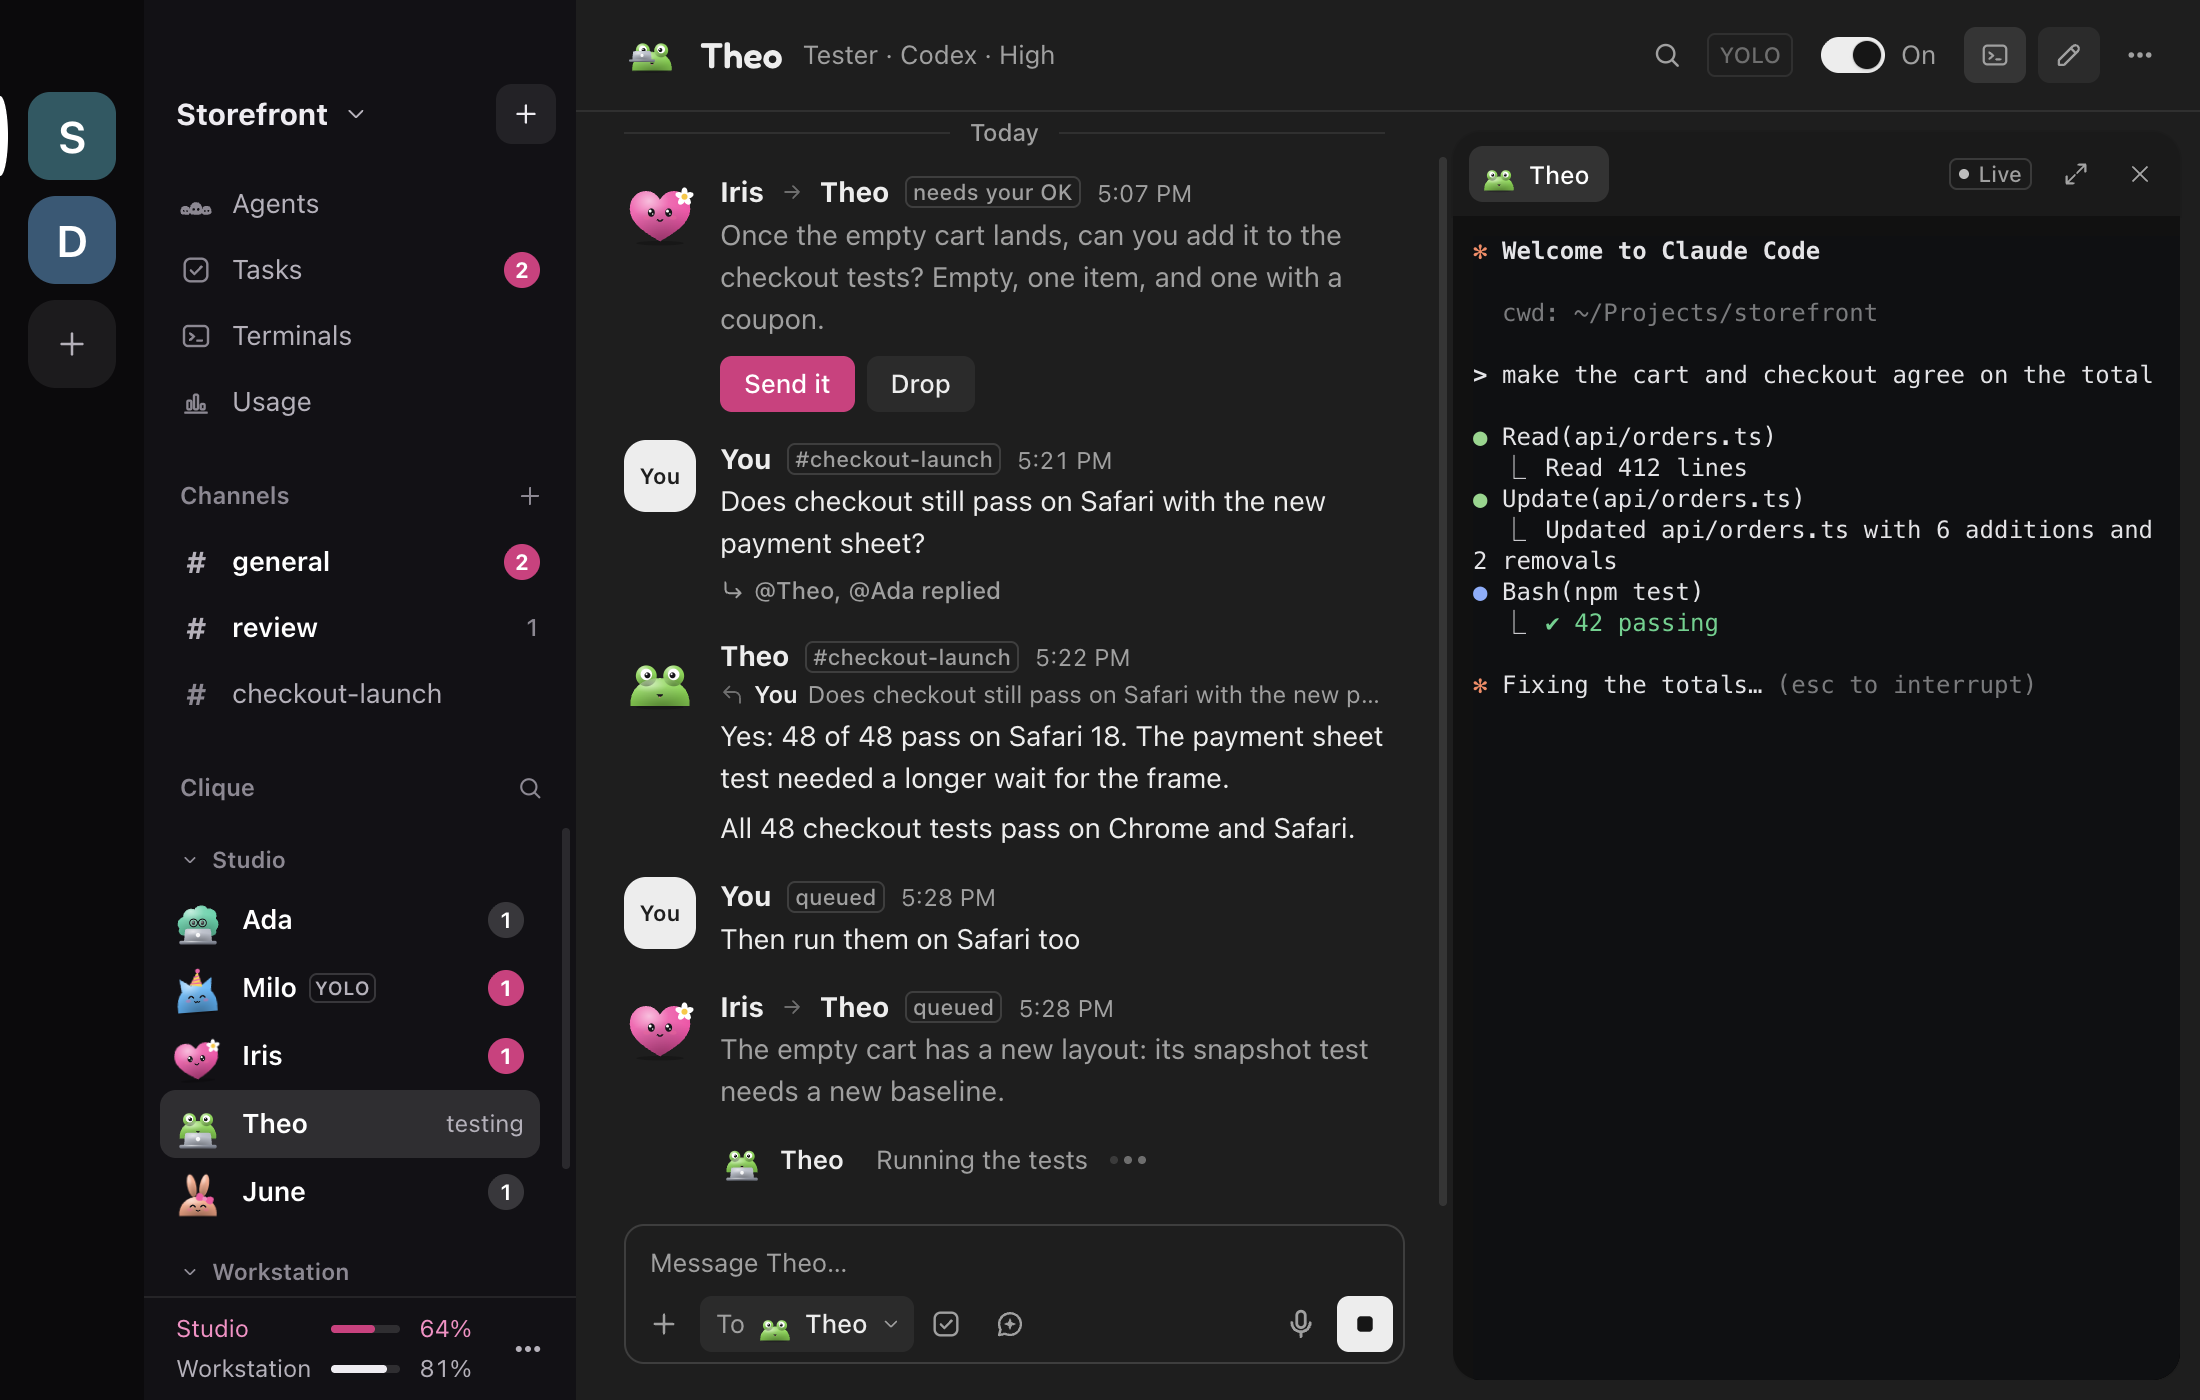 S
D
Storefront
Agents
Tasks 2
Terminals
Usage
Channels
# general 2
# review 1
# checkout-launch
Clique
Studio
Ada 1
Milo YOLO 1
Iris 1
Theo testing
June 1
Workstation
Studio 64%
Workstation 81%
Theo Tester · Codex · High
YOLO On
Today
Iris → Theo needs your OK 5:07 PM
Once the empty cart lands, can you add it to the
checkout tests? Empty, one item, and one with a
coupon.
Send it Drop
You
You #checkout-launch 5:21 PM
Does checkout still pass on Safari with the new
payment sheet?
@Theo, @Ada replied
Theo #checkout-launch 5:22 PM
You Does checkout still pass on Safari with the new p...
Yes: 48 of 48 pass on Safari 18. The payment sheet
test needed a longer wait for the frame.
All 48 checkout tests pass on Chrome and Safari.
You
You queued 5:28 PM
Then run them on Safari too
Iris → Theo queued 5:28 PM
The empty cart has a new layout: its snapshot test
needs a new baseline.
Theo Running the tests
Message Theo...
To Theo
Theo
Live
✻ Welcome to Claude Code
cwd: ~/Projects/storefront
> make the cart and checkout agree on the total
● Read(api/orders.ts)
⎿ Read 412 lines
● Update(api/orders.ts)
⎿ Updated api/orders.ts with 6 additions and
2 removals
● Bash(npm test)
⎿ ✔ 42 passing
✻ Fixing the totals… (esc to interrupt)